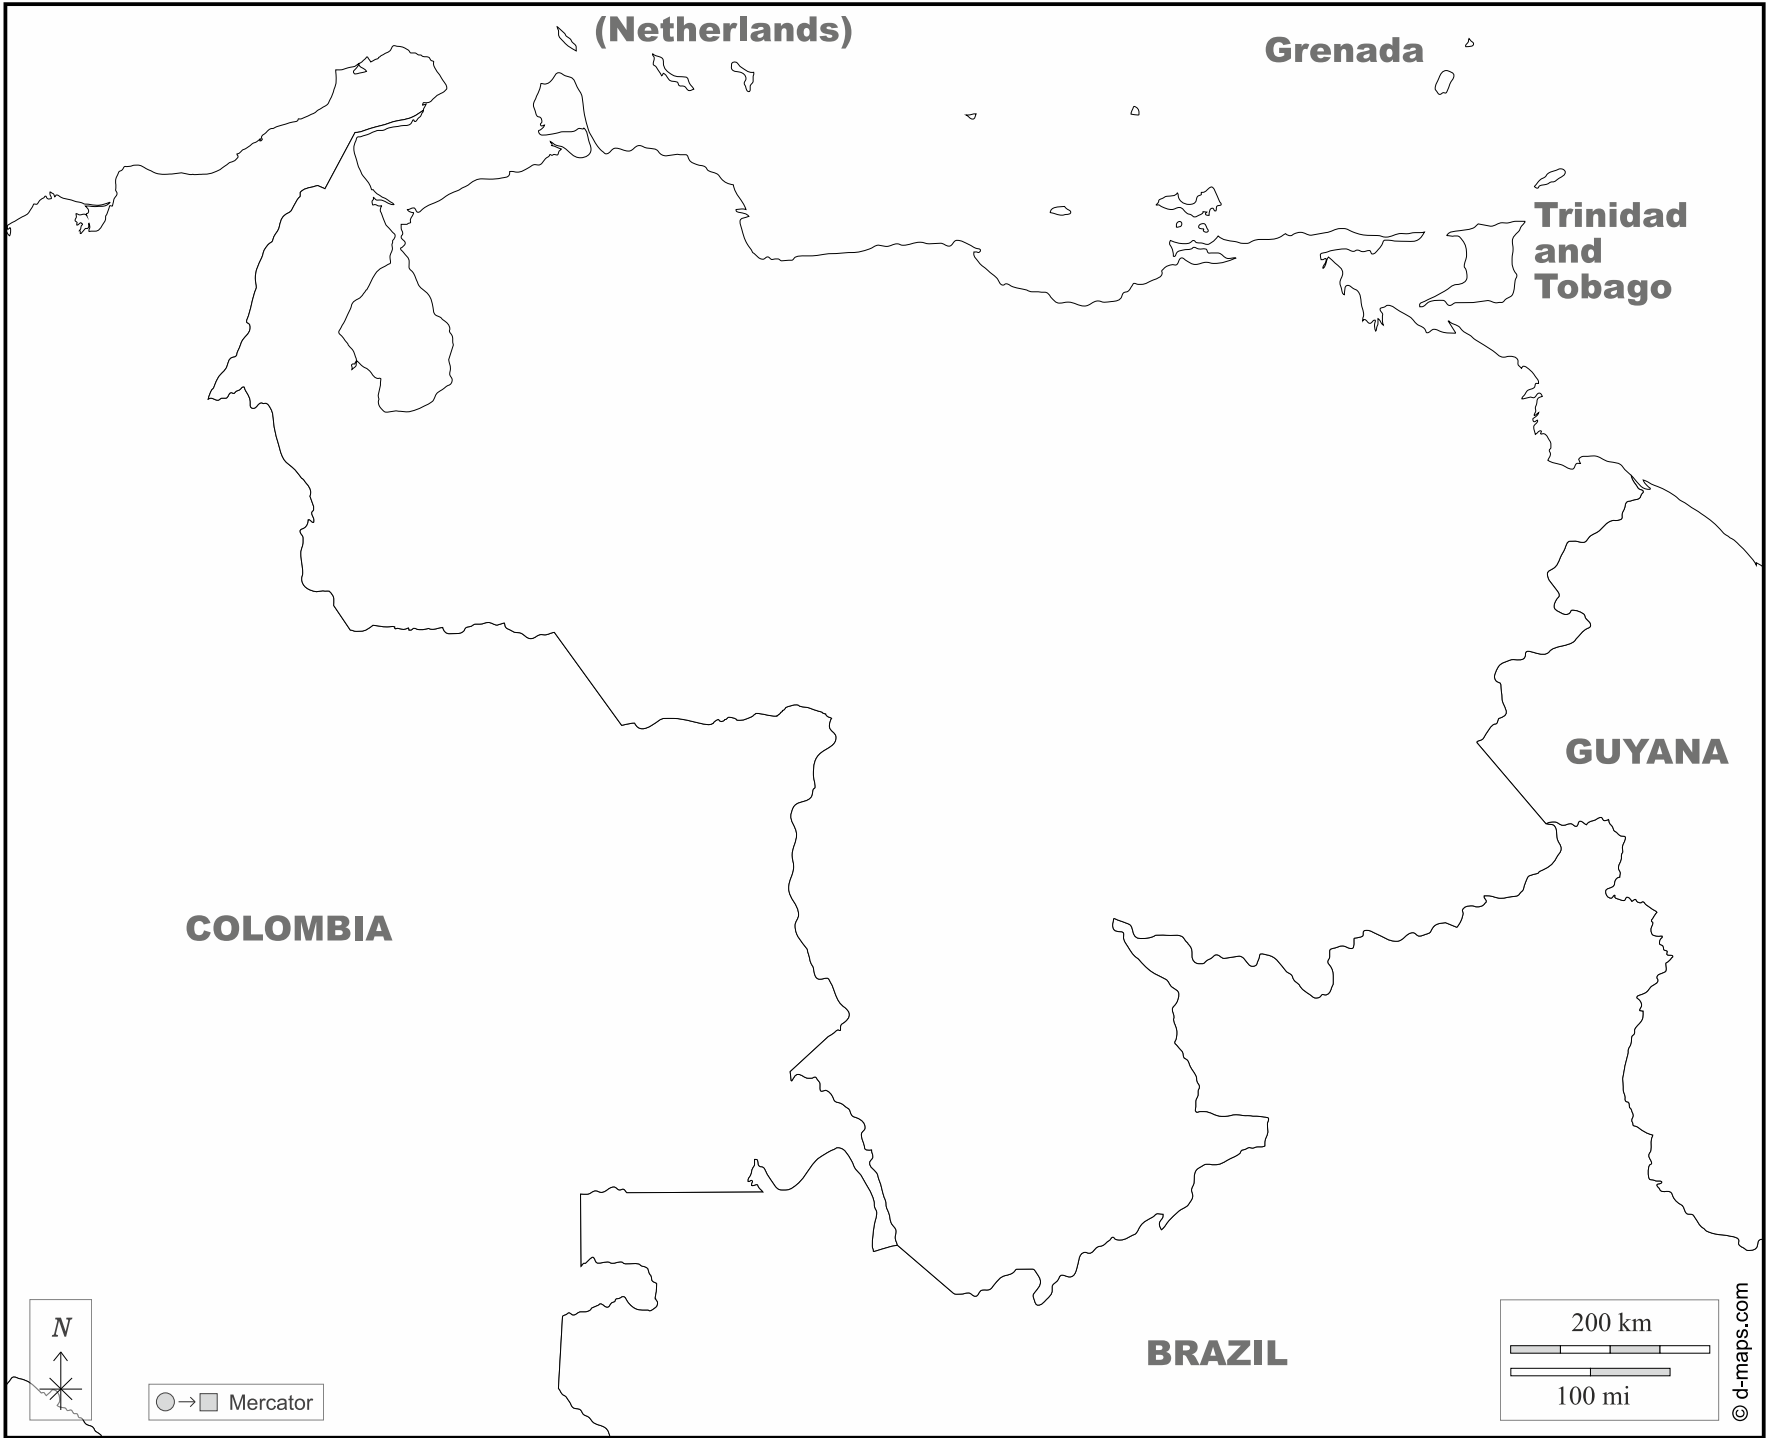 (Netherlands)
Grenada
Trinidad
and
Tobago
GUYANA
COLOMBIA
BRAZIL
N
Mercator
200 km
100 mi
© d-maps.com